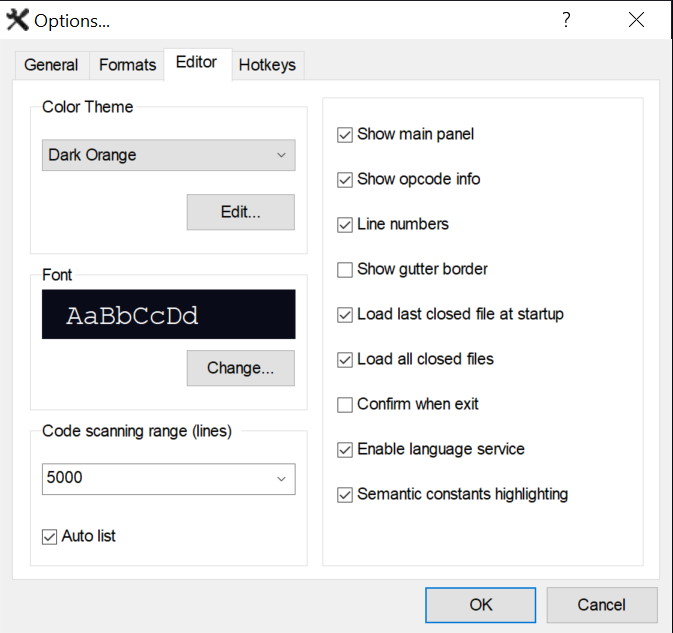 Options...
?
General
Formats
Editor
Hotkeys
Color Theme
Dark Orange
Edit...
Font
AaBbCcDd
Change...
Code scanning range (lines)
5000
Auto list
Show main panel
Show opcode info
Line numbers
Show gutter border
Load last closed file at startup
Load all closed files
Confirm when exit
Enable language service
Semantic constants highlighting
OK
Cancel